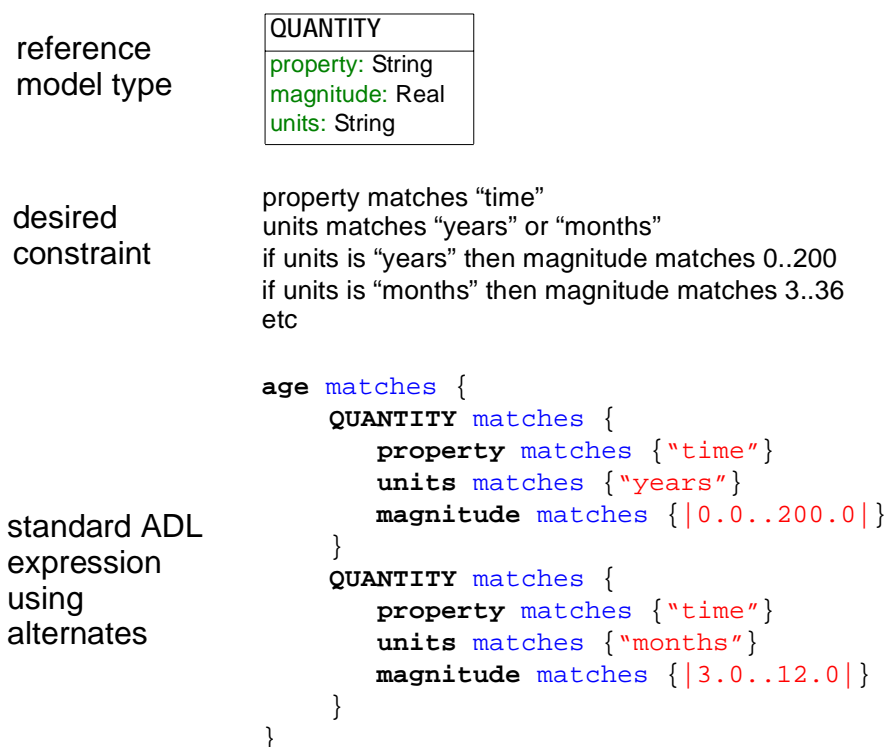 reference
model type
QUANTITY
property: String
magnitude: Real
units: String
desired
constraint
property matches “time”
units matches “years” or “months”
if units is “years” then magnitude matches 0..200
if units is “months” then magnitude matches 3..36
etc
standard ADL
expression
using
alternates
age matches {
QUANTITY matches {
property matches {“time”}
units matches {“years”}
magnitude matches {|0.0..200.0|}
}
QUANTITY matches {
property matches {“time”}
units matches {“months”}
magnitude matches {|3.0..12.0|}
}
}